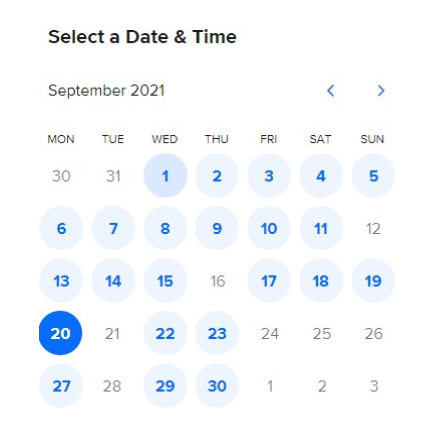 Select a Date & Time
September 2021
MON TUE WED THU FRI SAT SUN
30 31 1 2 3 4 5
6 7 8 9 10 11 12
13 14 15 16 17 18 19
20 21 22 23 24 25 26
27 28 29 30 1 2 3